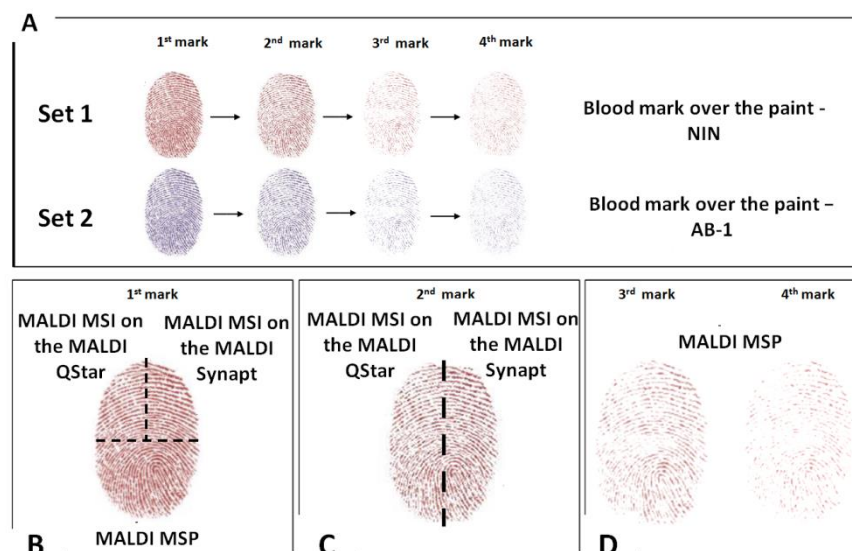 A
1st mark 2nd mark 3rd mark 4th mark
Set 1
Blood mark over the paint -
NIN
Set 2
Blood mark over the paint –
AB-1
1st mark
MALDI MSI on
the MALDI
QStar
MALDI MSI on
the MALDI
Synapt
MALDI MSP
B
2nd mark
MALDI MSI on
the MALDI
QStar
MALDI MSI on
the MALDI
Synapt
C
3rd mark 4th mark
MALDI MSP
D